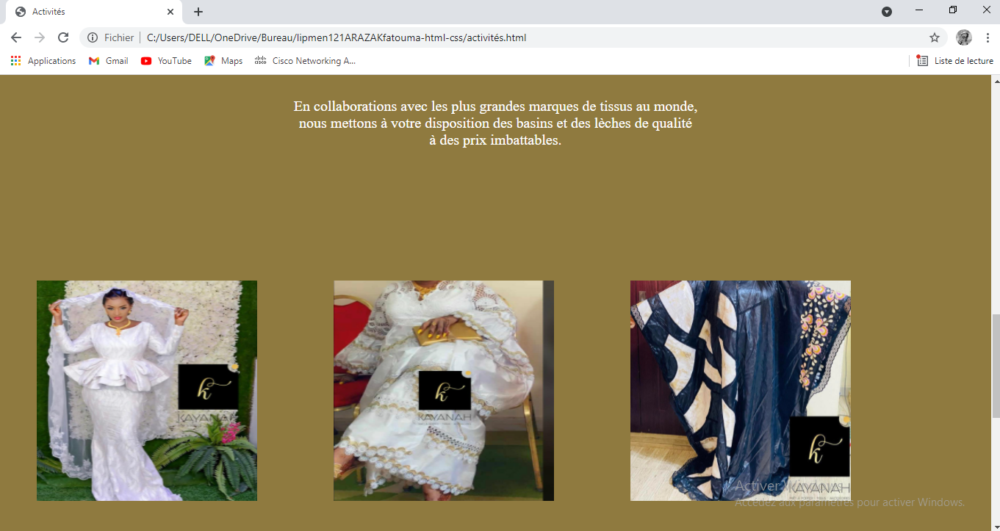 Activités
Fichier
C:/Users/DELL/OneDrive/Bureau/lipmen121ARAZAKfatouma-html-css/activités.html
Applications
Gmail
YouTube
Maps
Cisco Networking A...
Liste de lecture
En collaborations avec les plus grandes marques de tissus au monde,
nous mettons à votre disposition des basins et des lèches de qualité
à des prix imbattables.
k
KAYANAH
k
KAYANAH
k
KAYANAH
Activer Windows
Accédez aux paramètres pour activer Windows.